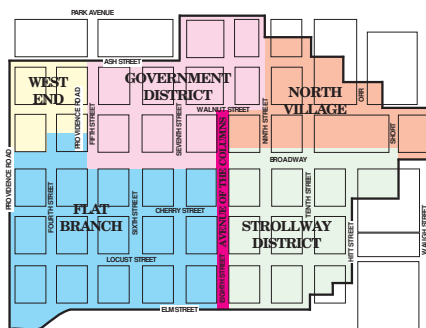 PARK AVENUE
ASH STREET
WEST
END
GOVERNMENT
DISTRICT
NORTH
VILLAGE
PROVIDENCE ROAD
FIFTH STREET
SEVENTH STREET
WALNUT STREET
NINTH STREET
ORR
SHORT
PROVIDENCE ROAD
AVENUE OF THE COLUMNS
BROADWAY
FOURTH STREET
FLAT
BRANCH
SIXTH STREET
CHERRY STREET
TENTH STREET
STROLLWAY
DISTRICT
HITT STREET
WAUGH STREET
LOCUST STREET
EIGHTH STREET
ELM STREET